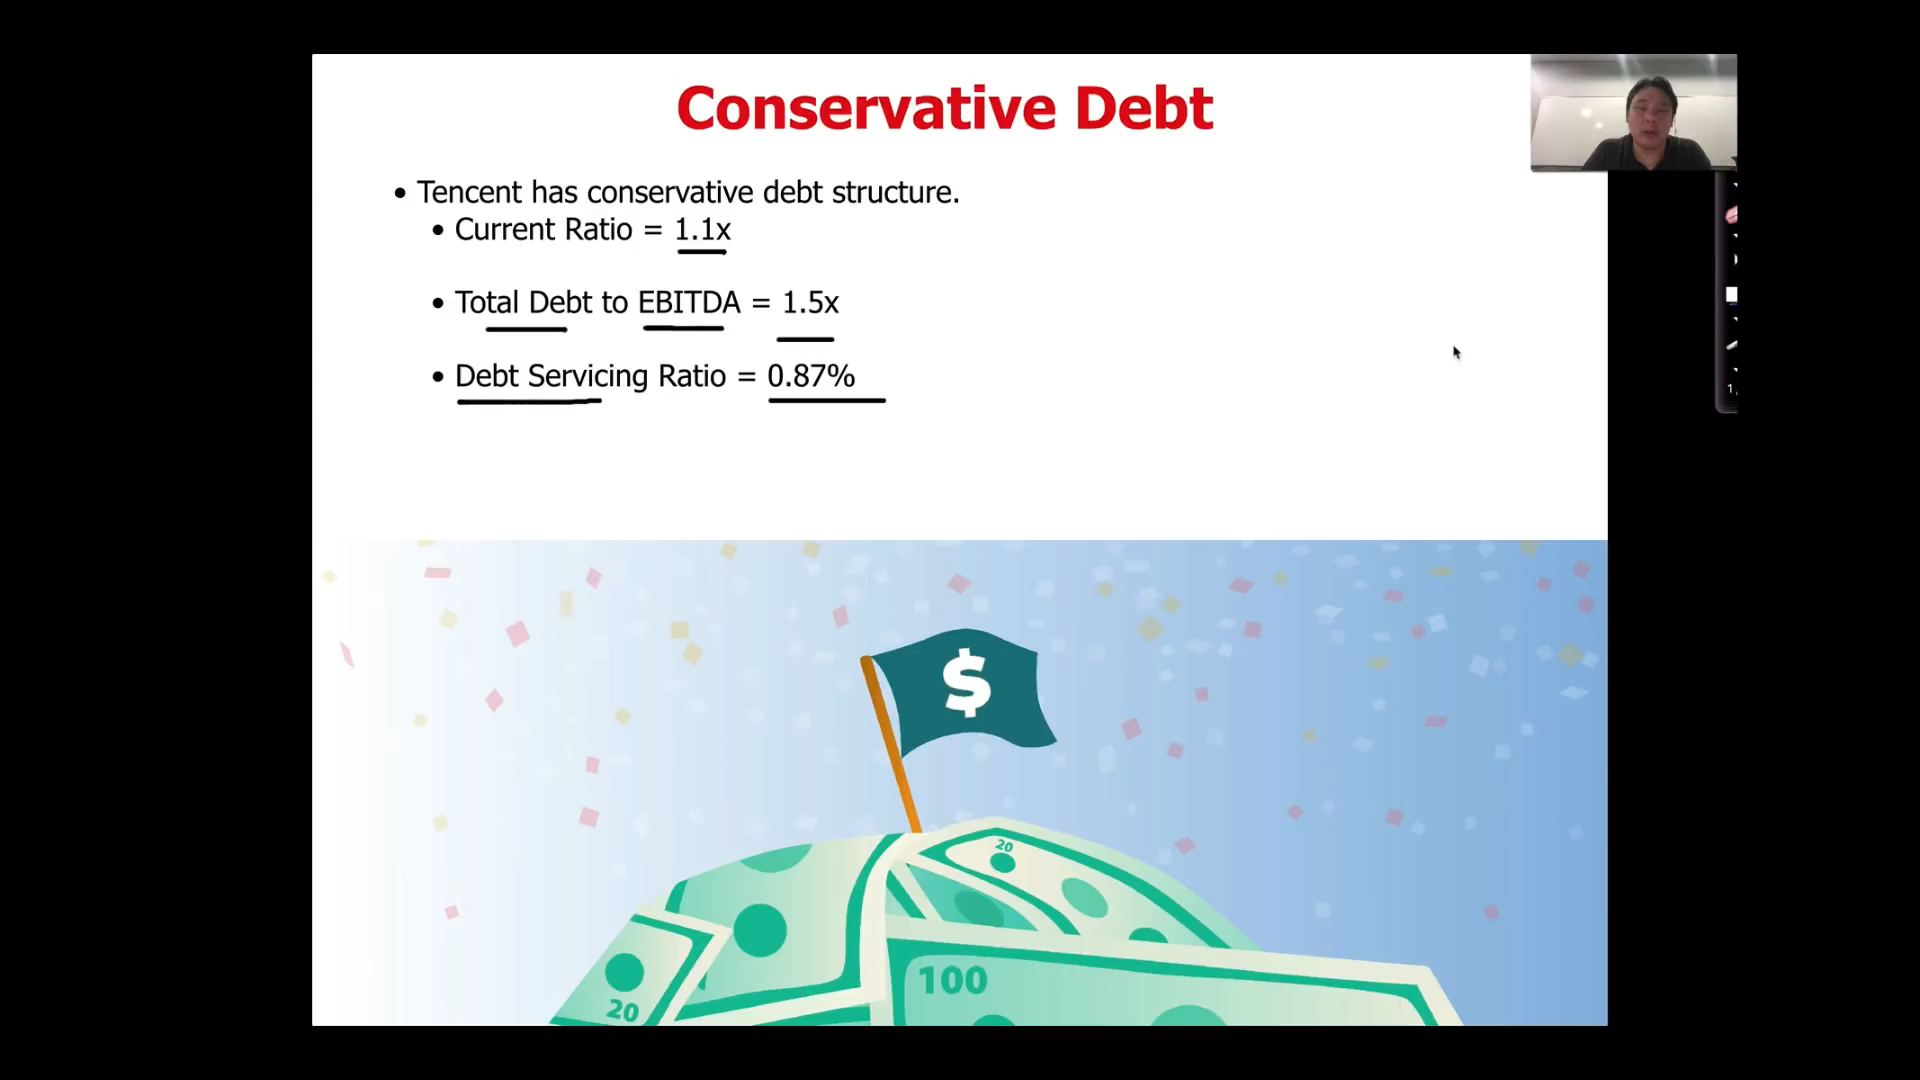 Conservative Debt
• Tencent has conservative debt structure.
• Current Ratio = 1.1x
• Total Debt to EBITDA = 1.5x
• Debt Servicing Ratio = 0.87%
1
$
20
100
20